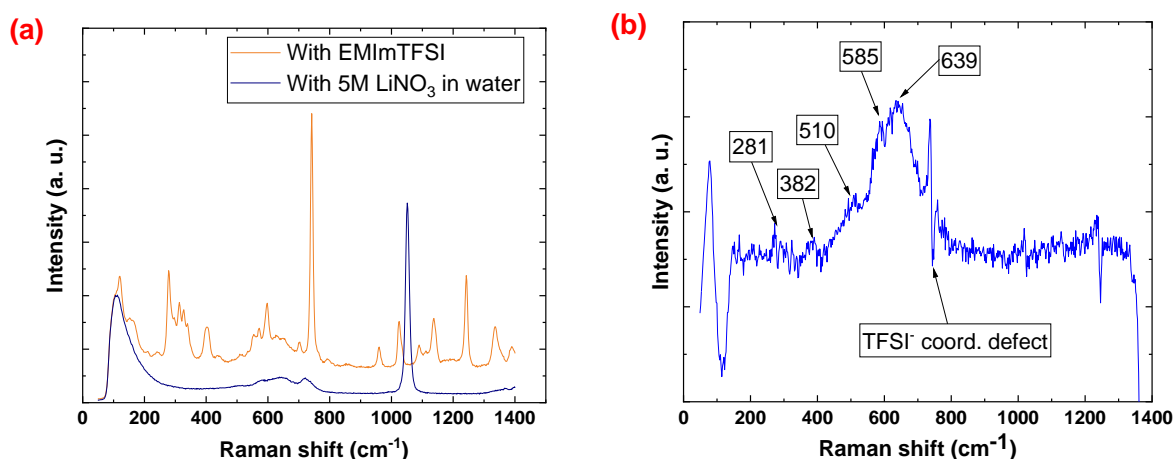 (a)
With EMImTFSI
With 5M LiNO₃ in water
Intensity (a. u.)
0 200 400 600 800 1000 1200 1400
Raman shift (cm⁻¹)
(b)
585
639
510
281
382
TFSI⁻ coord. defect
Intensity (a. u.)
0 200 400 600 800 1000 1200 1400
Raman shift (cm⁻¹)